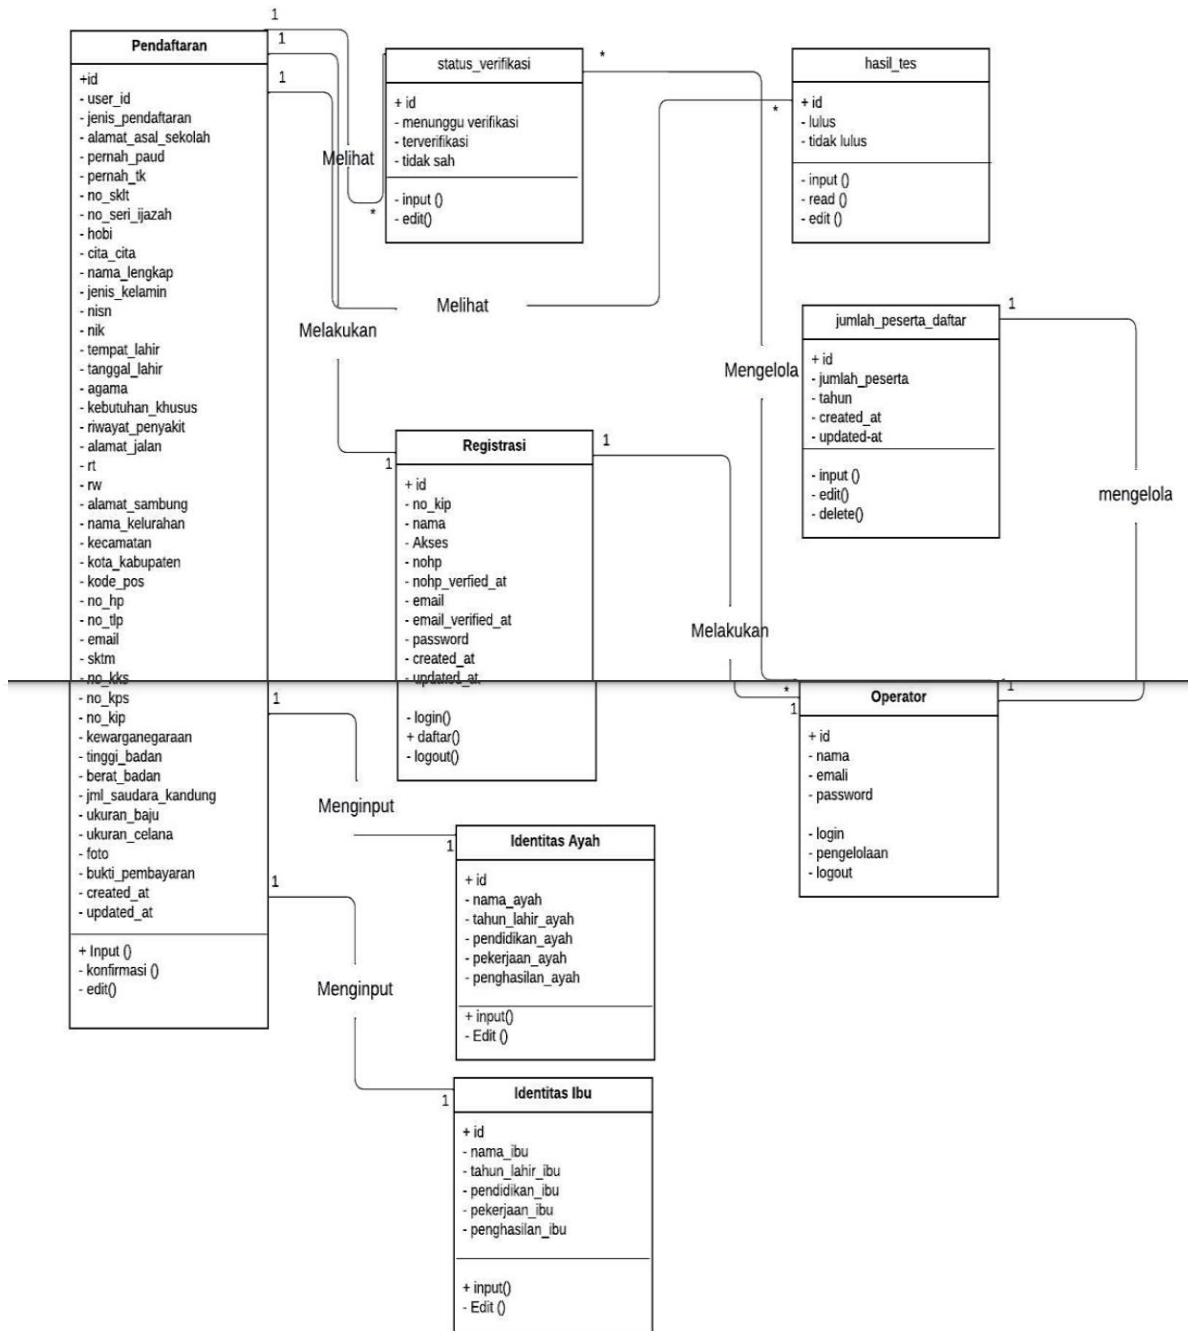 1
Pendaftaran
+id
- user_id
- jenis_pendaftaran
- alamat_asal_sekolah
- pernah_paud
- pernah_tk
- no_sklt
- no_seri_ijazah
- hobi
- cita_cita
- nama_lengkap
- jenis_kelamin
- nisn
- nik
- tempat_lahir
- tanggal_lahir
- agama
- kebutuhan_khusus
- riwayat_penyakit
- alamat_jalan
- rt
- rw
- alamat_sambung
- nama_kelurahan
- kecamatan
- kota_kabupaten
- kode_pos
- no_hp
- no_tlp
- email
- sktm
- no_kks
- no_kps
- no_kip
- kewarganegaraan
- tinggi_badan
- berat_badan
- jml_saudara_kandung
- ukuran_baju
- ukuran_celana
- foto
- bukti_pembayaran
- created_at
- updated_at
+ Input ()
- konfirmasi ()
- edit()
1
1
Melihat
*
status_verifikasi
+ id
- menunggu verifikasi
- terverifikasi
- tidak sah
- input ()
- edit()
*
hasil_tes
+ id
- lulus
- tidak lulus
- input ()
- read ()
- edit ()
*
Melihat
Melakukan
Mengelola
jumlah_peserta_daftar
+ id
- jumlah_peserta
- tahun
- created_at
- updated-at
- input ()
- edit()
- delete()
1
mengelola
1
Registrasi
+ id
- no_kip
- nama
- Akses
- nohp
- nohp_verfied_at
- email
- email_verified_at
- password
- created_at
- updated_at
- login()
+ daftar()
- logout()
1
Melakukan
*
1
1
Operator
+ id
- nama
- emali
- password
- login
- pengelolaan
- logout
1
Menginput
1
Identitas Ayah
+ id
- nama_ayah
- tahun_lahir_ayah
- pendidikan_ayah
- pekerjaan_ayah
- penghasilan_ayah
+ input()
- Edit ()
1
Menginput
1
Identitas Ibu
+ id
- nama_ibu
- tahun_lahir_ibu
- pendidikan_ibu
- pekerjaan_ibu
- penghasilan_ibu
+ input()
- Edit ()